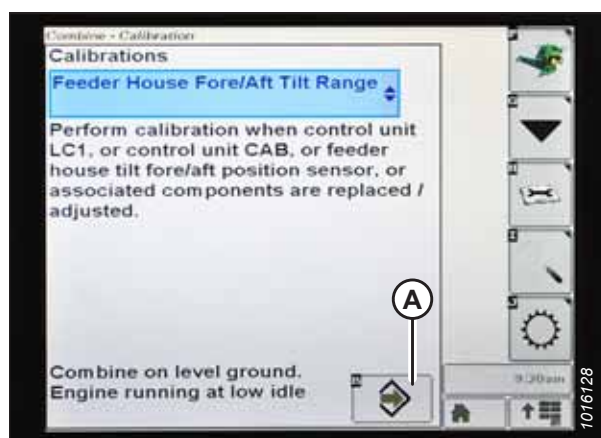 Combine - Calibration
Calibrations
Feeder House Fore/Aft Tilt Range
Perform calibration when control unit
LC1, or control unit CAB, or feeder
house tilt fore/aft position sensor, or
associated components are replaced /
adjusted.
A
Combine on level ground.
Engine running at low idle
9:20am
1016128